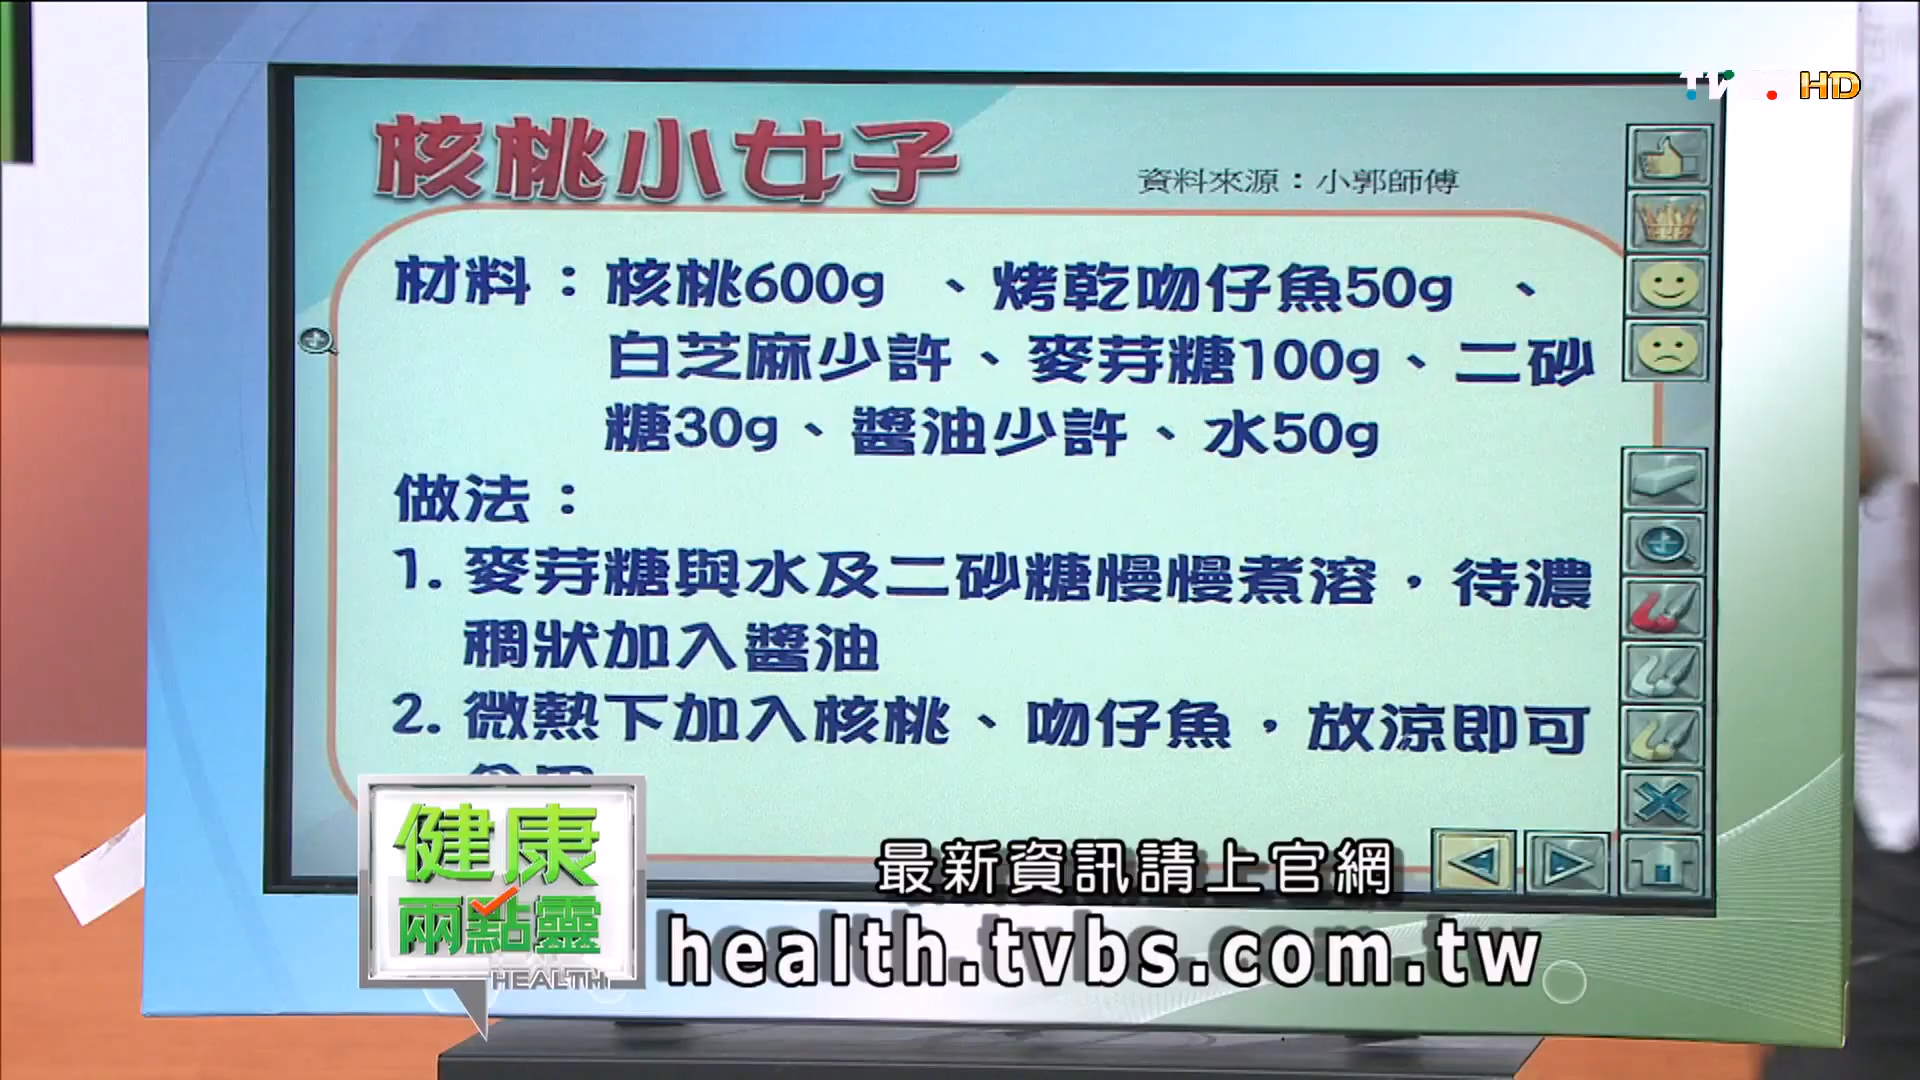 TVBS HD
核桃小女子
資料來源：小郭師傅
材料：核桃600g 、烤乾吻仔魚50g 、
白芝麻少許、麥芽糖100g、二砂
糖30g、醬油少許、水50g
做法：
1. 麥芽糖與水及二砂糖慢慢煮溶，待濃
稠狀加入醬油
2. 微熱下加入核桃、吻仔魚，放涼即可
健康
兩點靈
HEALTH
最新資訊請上官網
health.tvbs.com.tw